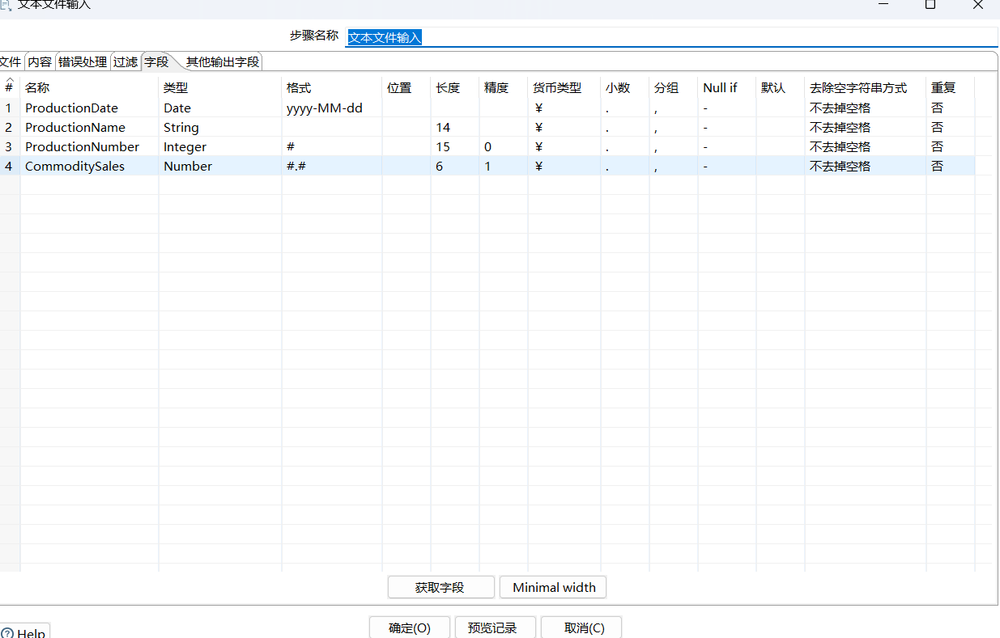 文本文件输入
步骤名称 文本文件输入
文件 内容 错误处理 过滤 字段 其他输出字段
# 名称 类型 格式 位置 长度 精度 货币类型 小数 分组 Null if 默认 去除空字符串方式 重复
1 ProductionDate Date yyyy-MM-dd ¥ . , - 不去掉空格 否
2 ProductionName String 14 ¥ . , - 不去掉空格 否
3 ProductionNumber Integer # 15 0 ¥ . , - 不去掉空格 否
4 CommoditySales Number #.# 6 1 ¥ . , - 不去掉空格 否
获取字段 Minimal width
Help 确定(O) 预览记录 取消(C)